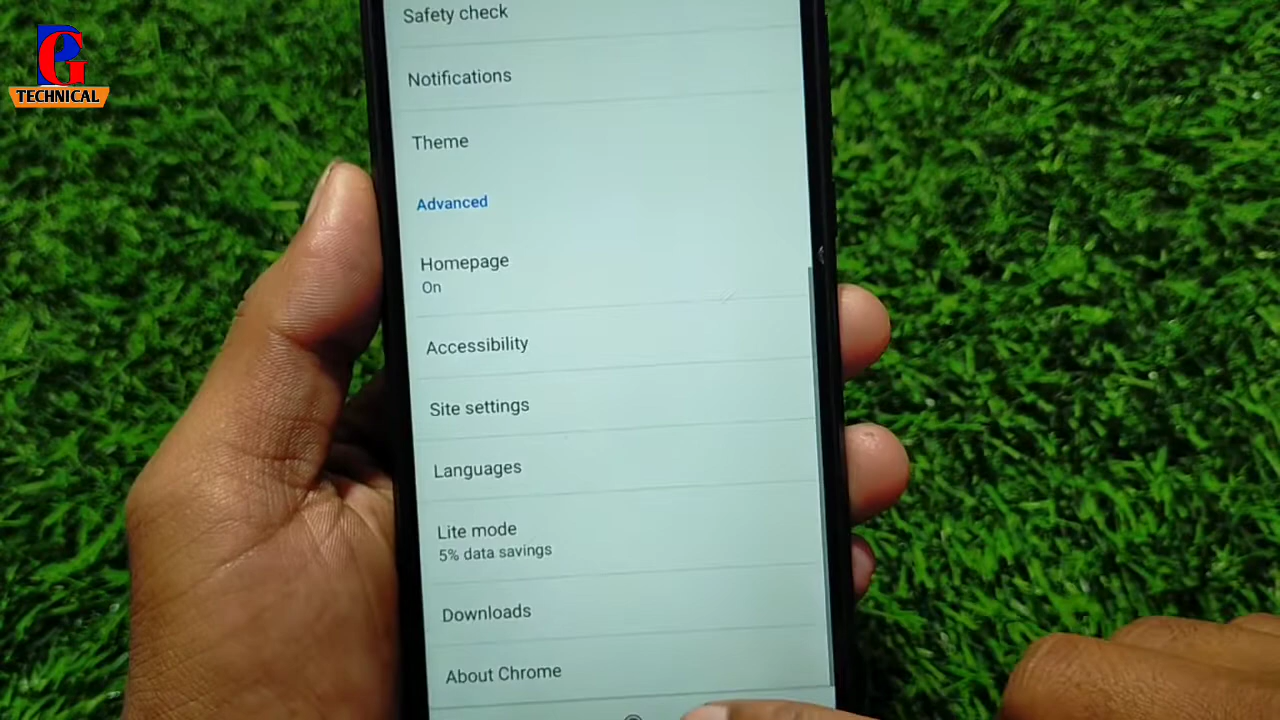 PG
TECHNICAL
Safety check
Notifications
Theme
Advanced
Homepage
On
Accessibility
Site settings
Languages
Lite mode
5% data savings
Downloads
About Chrome